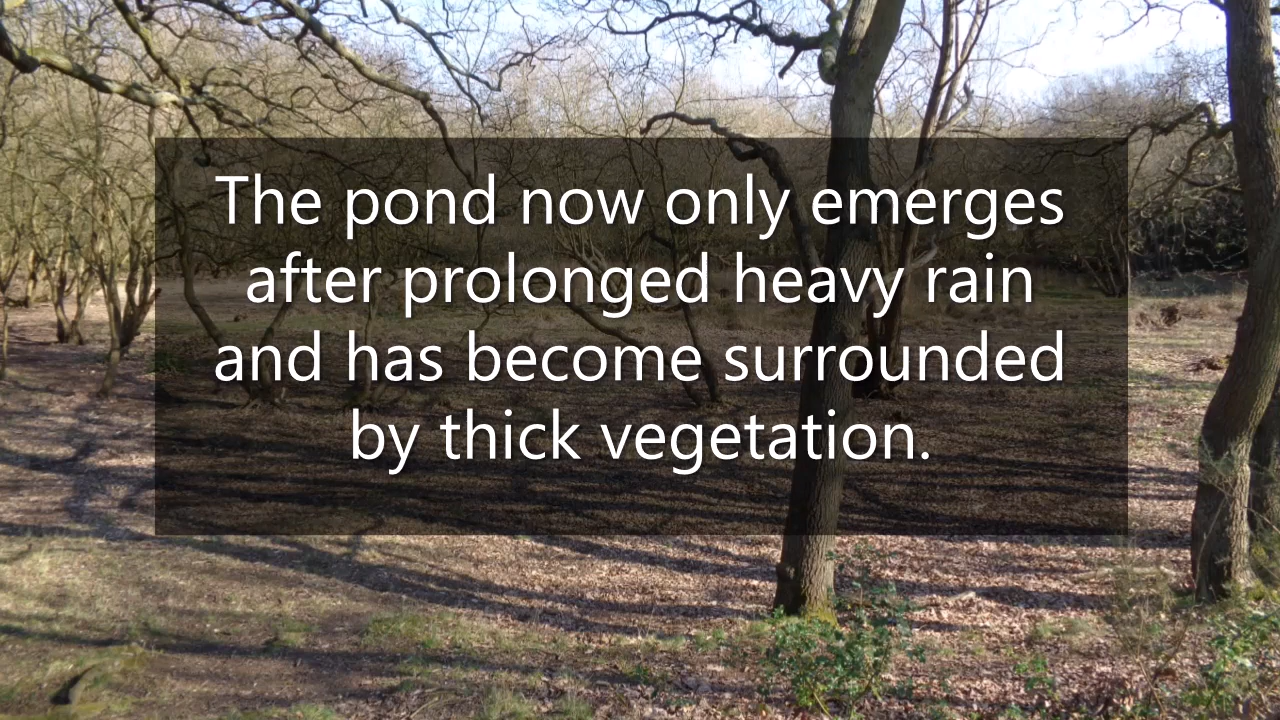 The pond now only emerges
after prolonged heavy rain
and has become surrounded
by thick vegetation.